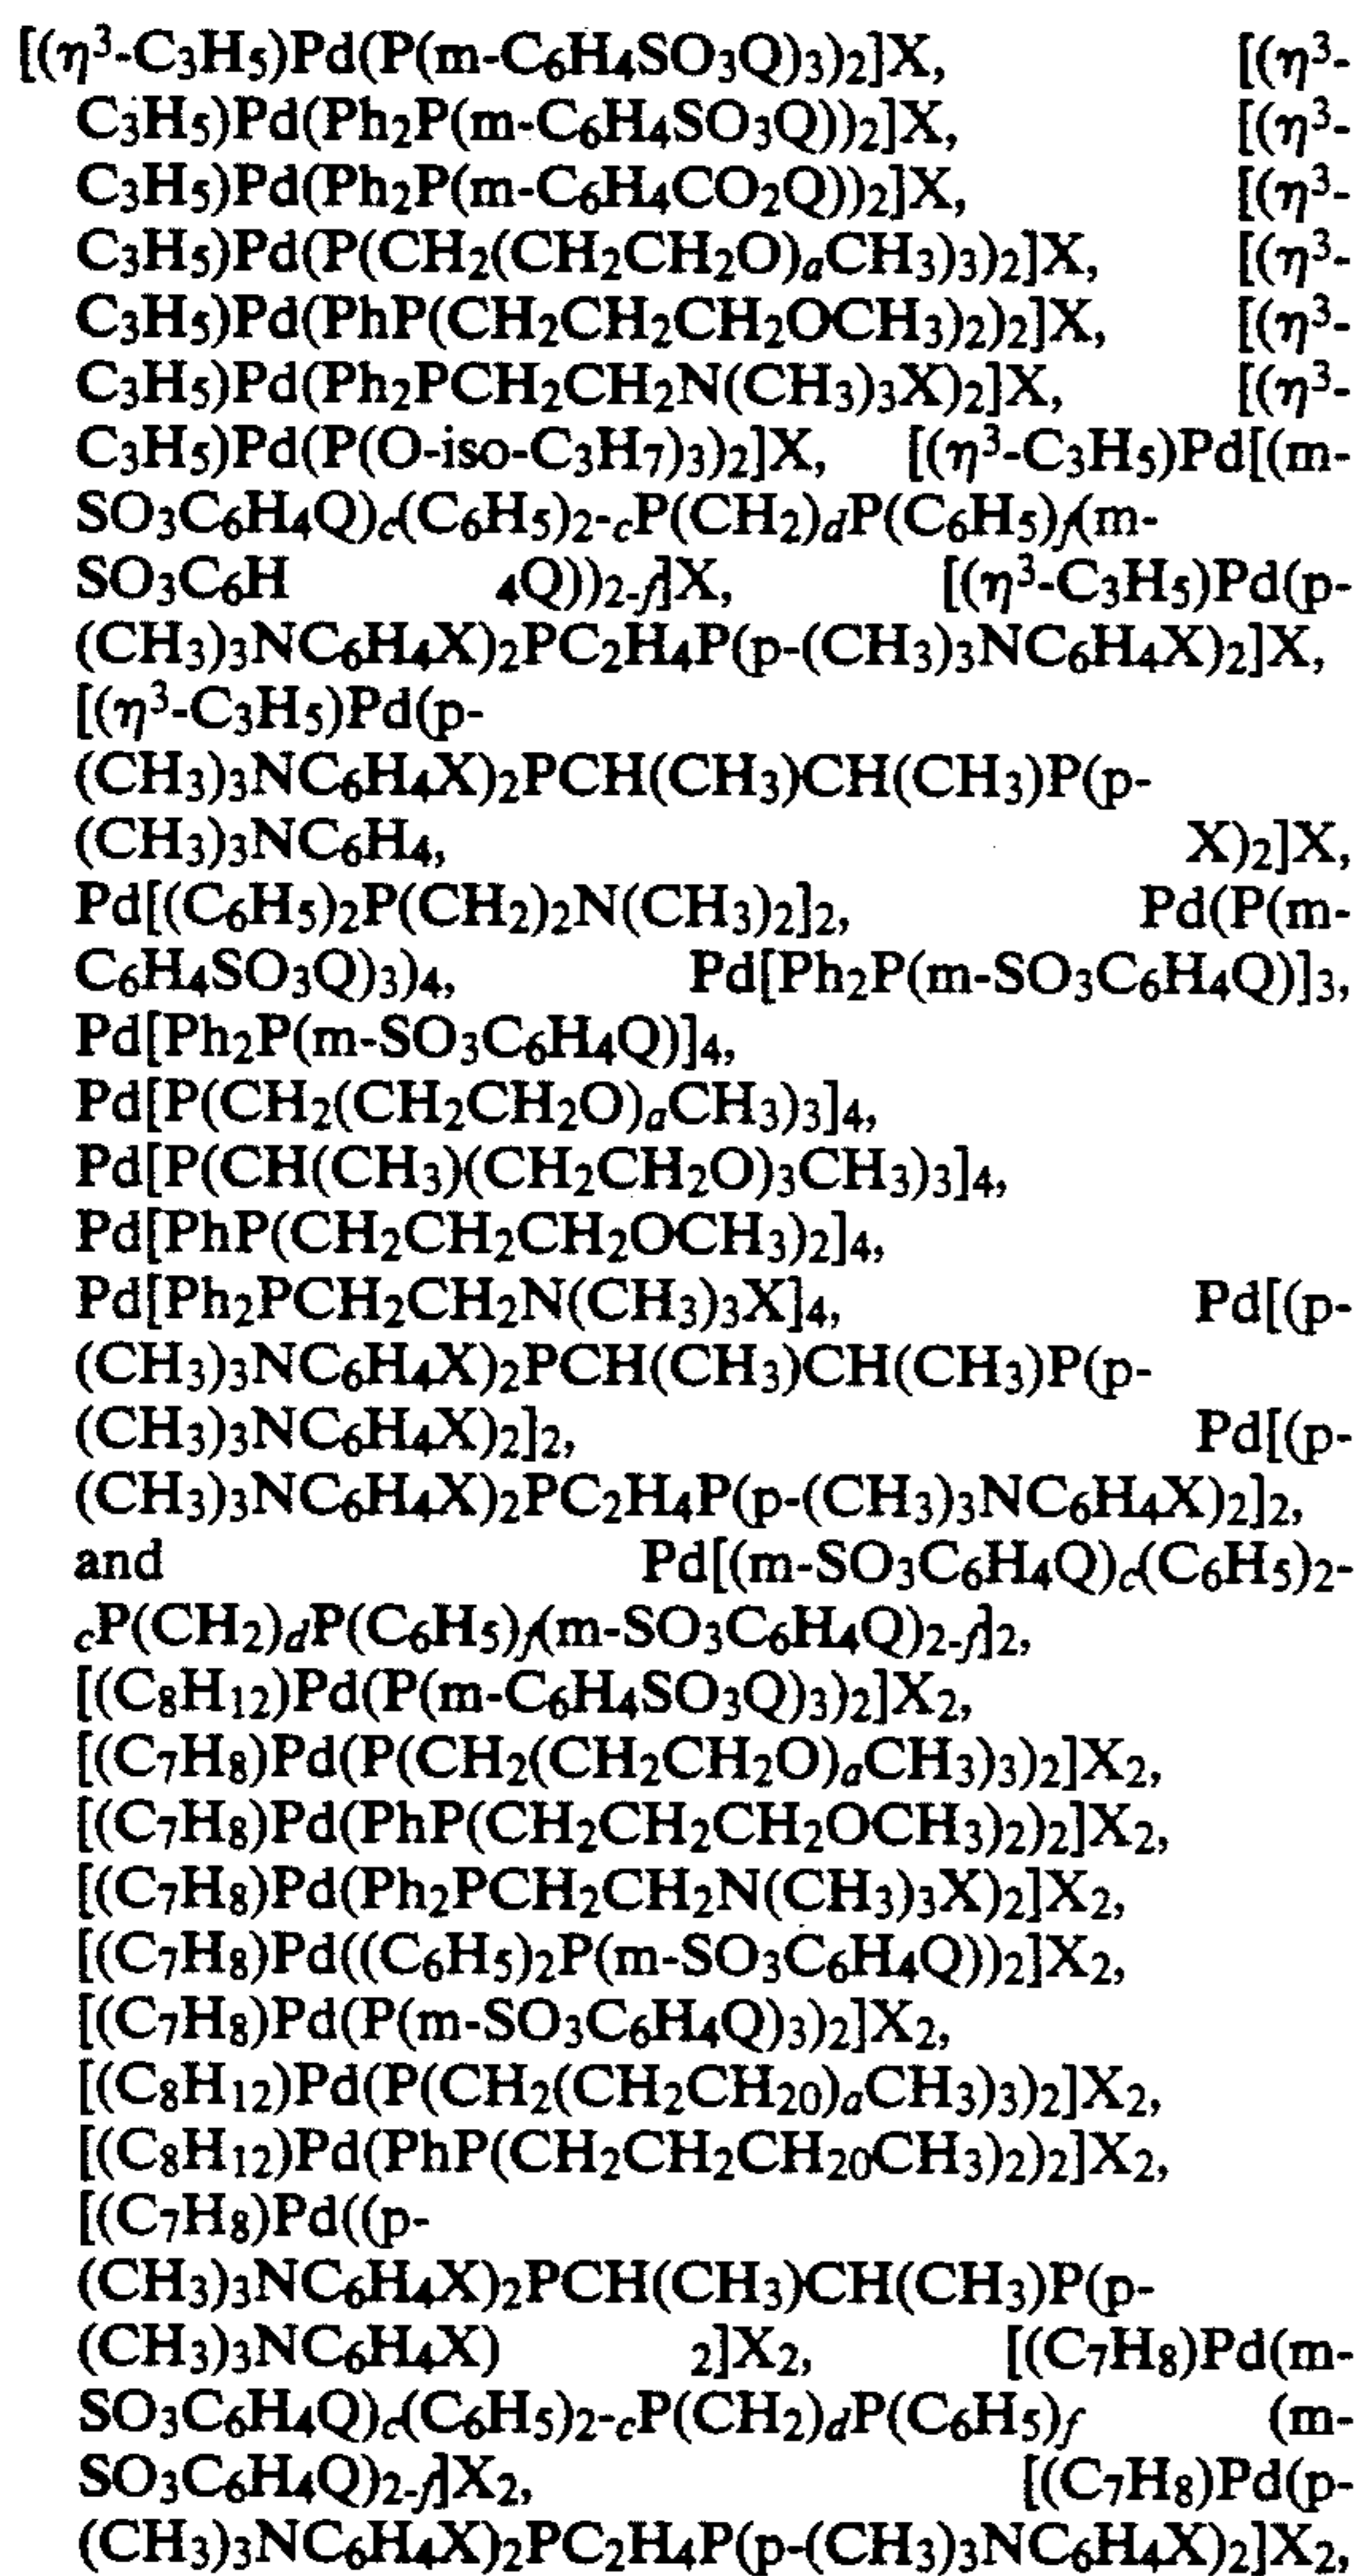 [(η³-C₃H₅)Pd(P(m-C₆H₄SO₃Q)₃)₂]X, [(η³-
C₃H₅)Pd(Ph₂P(m-C₆H₄SO₃Q))₂]X, [(η³-
C₃H₅)Pd(Ph₂P(m-C₆H₄CO₂Q))₂]X, [(η³-
C₃H₅)Pd(P(CH₂(CH₂CH₂O)ₐCH₃)₃)₂]X, [(η³-
C₃H₅)Pd(PhP(CH₂CH₂CH₂OCH₃)₂)₂]X, [(η³-
C₃H₅)Pd(Ph₂PCH₂CH₂N(CH₃)₃X)₂]X, [(η³-
C₃H₅)Pd(P(O-iso-C₃H₇)₃)₂]X, [(η³-C₃H₅)Pd[(m-
SO₃C₆H₄Q)c(C₆H₅)₂-cP(CH₂)dP(C₆H₅)f(m-
SO₃C₆H ₄Q)))₂-f]X, [(η³-C₃H₅)Pd(p-
(CH₃)₃NC₆H₄X)₂PC₂H₄P(p-(CH₃)₃NC₆H₄X)₂]X,
[(η³-C₃H₅)Pd(p-
(CH₃)₃NC₆H₄X)₂PCH(CH₃)CH(CH₃)P(p-
(CH₃)₃NC₆H₄, X)₂]X,
Pd[(C₆H₅)₂P(CH₂)₂N(CH₃)₂]₂, Pd(P(m-
C₆H₄SO₃Q)₃)₄, Pd[Ph₂P(m-SO₃C₆H₄Q)]₃,
Pd[Ph₂P(m-SO₃C₆H₄Q)]₄,
Pd[P(CH₂(CH₂CH₂O)ₐCH₃)₃]₄,
Pd[P(CH(CH₃)(CH₂CH₂O)₃CH₃)₃]₄,
Pd[PhP(CH₂CH₂CH₂OCH₃)₂]₄,
Pd[Ph₂PCH₂CH₂N(CH₃)₃X]₄, Pd[(p-
(CH₃)₃NC₆H₄X)₂PCH(CH₃)CH(CH₃)P(p-
(CH₃)₃NC₆H₄X)₂]₂, Pd[(p-
(CH₃)₃NC₆H₄X)₂PC₂H₄P(p-(CH₃)₃NC₆H₄X)₂]₂,
and Pd[(m-SO₃C₆H₄Q)c(C₆H₅)₂-
cP(CH₂)dP(C₆H₅)f(m-SO₃C₆H₄Q)₂-f]₂,
[(C₈H₁₂)Pd(P(m-C₆H₄SO₃Q)₃)₂]X₂,
[(C₇H₈)Pd(P(CH₂(CH₂CH₂O)ₐCH₃)₃)₂]X₂,
[(C₇H₈)Pd(PhP(CH₂CH₂CH₂OCH₃)₂)₂]X₂,
[(C₇H₈)Pd(Ph₂PCH₂CH₂N(CH₃)₃X)₂]X₂,
[(C₇H₈)Pd((C₆H₅)₂P(m-SO₃C₆H₄Q))₂]X₂,
[(C₇H₈)Pd(P(m-SO₃C₆H₄Q)₃)₂]X₂,
[(C₈H₁₂)Pd(P(CH₂(CH₂CH₂₀)ₐCH₃)₃)₂]X₂,
[(C₈H₁₂)Pd(PhP(CH₂CH₂CH₂₀CH₃)₂)₂]X₂,
[(C₇H₈)Pd((p-
(CH₃)₃NC₆H₄X)₂PCH(CH₃)CH(CH₃)P(p-
(CH₃)₃NC₆H₄X) ₂]X₂, [(C₇H₈)Pd(m-
SO₃C₆H₄Q)c(C₆H₅)₂-cP(CH₂)dP(C₆H₅)f (m-
SO₃C₆H₄Q)₂-f]X₂, [(C₇H₈)Pd(p-
(CH₃)₃NC₆H₄X)₂PC₂H₄P(p-(CH₃)₃NC₆H₄X)₂]X₂,